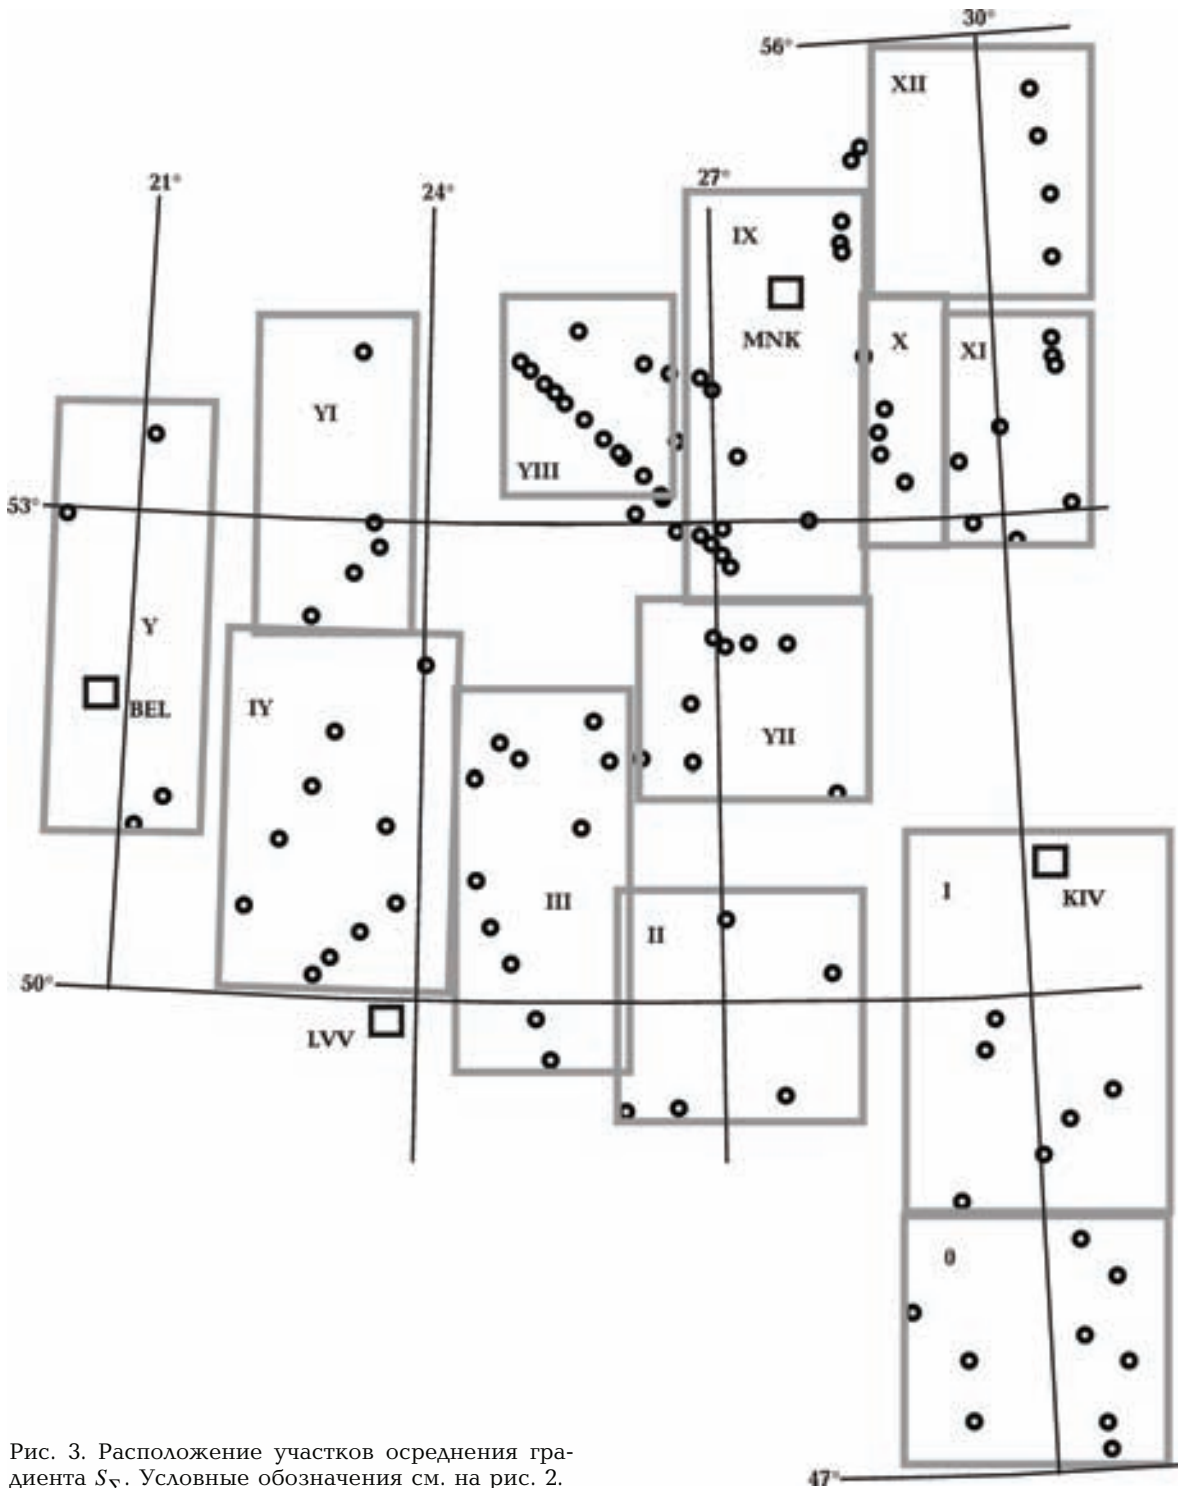 30°
56°
XII
21°
24°
27°
IX
MNK
X
XI
YI
YIII
53°
Y
BEL
IY
YII
III
I
KIV
II
50°
LVV
0
Рис. 3. Расположение участков осреднения гра-
диента S∑. Условные обозначения см. на рис. 2.
47°